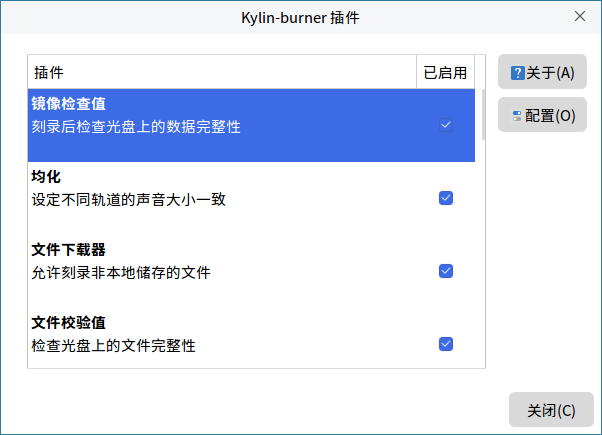 Kylin-burner 插件
插件
已启用
关于(A)
镜像检查值
刻录后检查光盘上的数据完整性
配置(O)
均化
设定不同轨道的声音大小一致
文件下载器
允许刻录非本地储存的文件
文件校验值
检查光盘上的文件完整性
关闭(C)